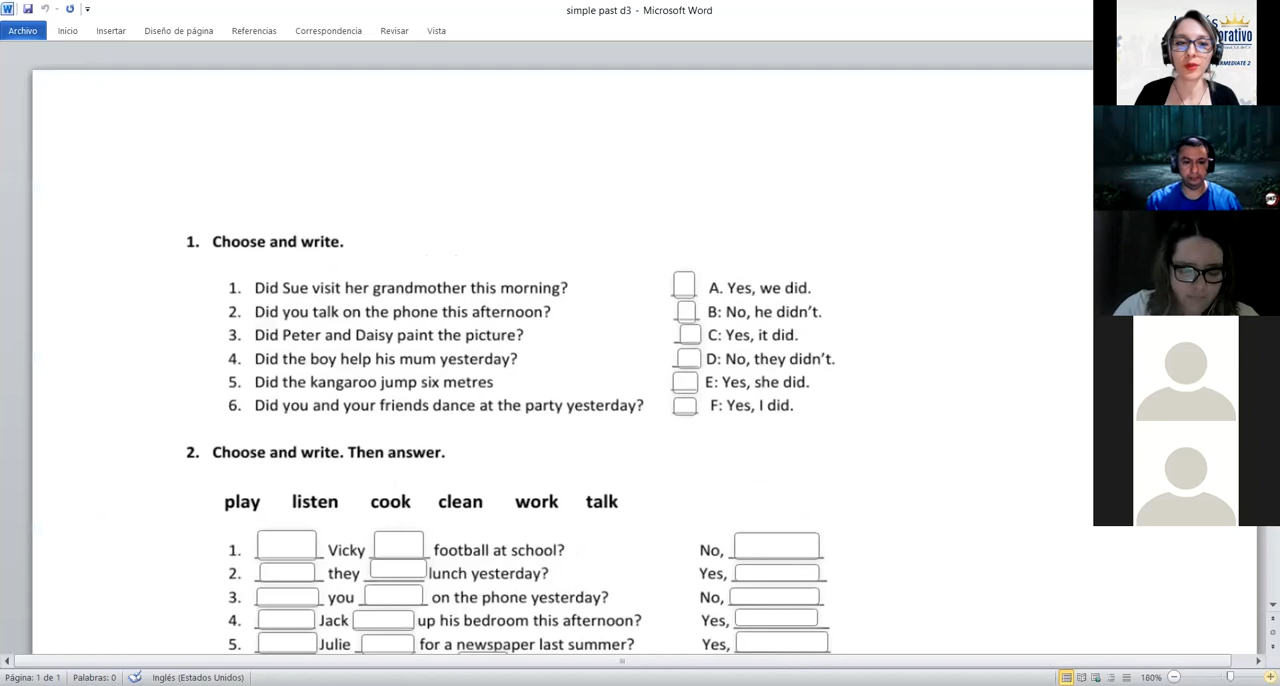 simple past d3 - Microsoft Word
Archivo Inicio Insertar Diseño de página Referencias Correspondencia Revisar Vista
1. Choose and write.
1. Did Sue visit her grandmother this morning? A. Yes, we did.
2. Did you talk on the phone this afternoon? B: No, he didn't.
3. Did Peter and Daisy paint the picture? C: Yes, it did.
4. Did the boy help his mum yesterday? D: No, they didn't.
5. Did the kangaroo jump six metres E: Yes, she did.
6. Did you and your friends dance at the party yesterday? F: Yes, I did.
2. Choose and write. Then answer.
play listen cook clean work talk
1. Vicky football at school? No,
2. they lunch yesterday? Yes,
3. you on the phone yesterday? No,
4. Jack up his bedroom this afternoon? Yes,
5. Julie for a newspaper last summer? Yes,
Página: 1 de 1 Palabras: 0 Inglés (Estados Unidos) 180%